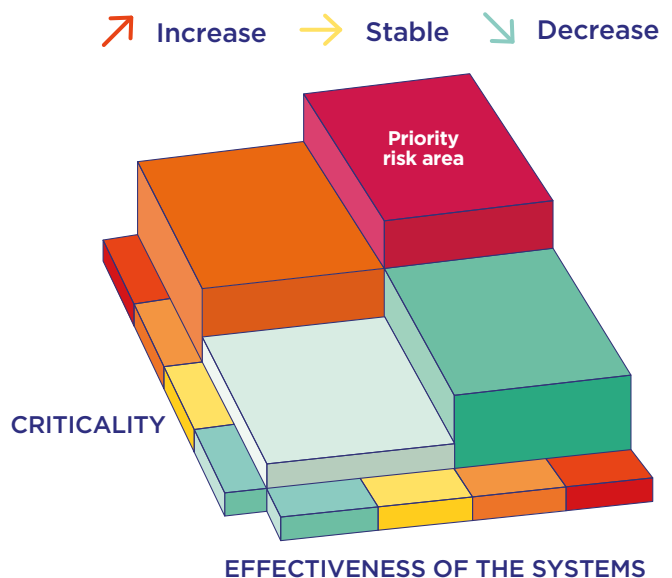 Increase Stable Decrease
Priority
risk area
CRITICALITY
EFFECTIVENESS OF THE SYSTEMS